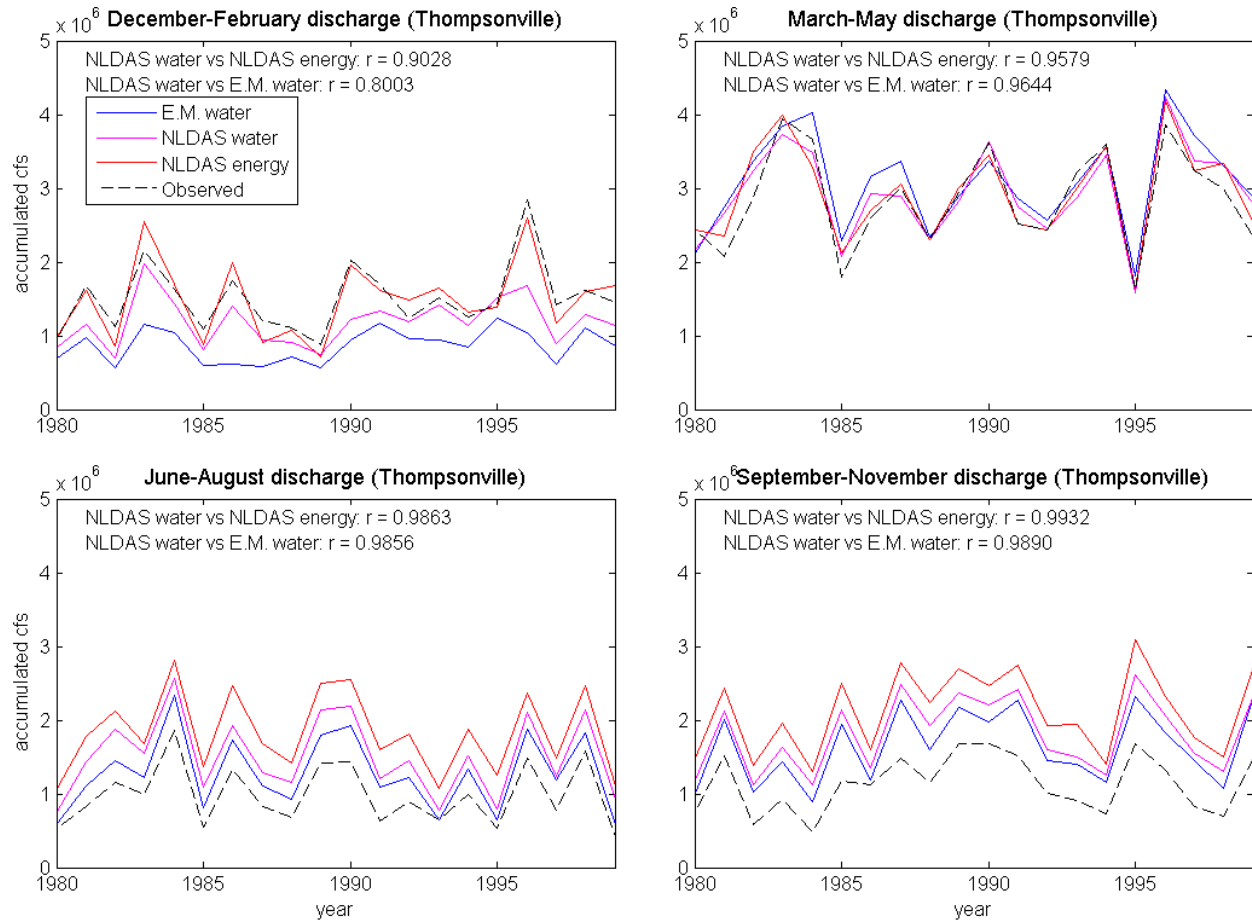 x 10^6
December-February discharge (Thompsonville)
5
4
3
2
1
0
accumulated cfs
NLDAS water vs NLDAS energy: r = 0.9028
NLDAS water vs E.M. water: r = 0.8003
E.M. water
NLDAS water
NLDAS energy
Observed
1980
1985
1990
1995
x 10^6
March-May discharge (Thompsonville)
5
4
3
2
1
0
NLDAS water vs NLDAS energy: r = 0.9579
NLDAS water vs E.M. water: r = 0.9644
1980
1985
1990
1995
x 10^6
June-August discharge (Thompsonville)
5
4
3
2
1
0
accumulated cfs
NLDAS water vs NLDAS energy: r = 0.9863
NLDAS water vs E.M. water: r = 0.9856
1980
1985
1990
1995
year
x 10^6
September-November discharge (Thompsonville)
5
4
3
2
1
0
NLDAS water vs NLDAS energy: r = 0.9932
NLDAS water vs E.M. water: r = 0.9890
1980
1985
1990
1995
year